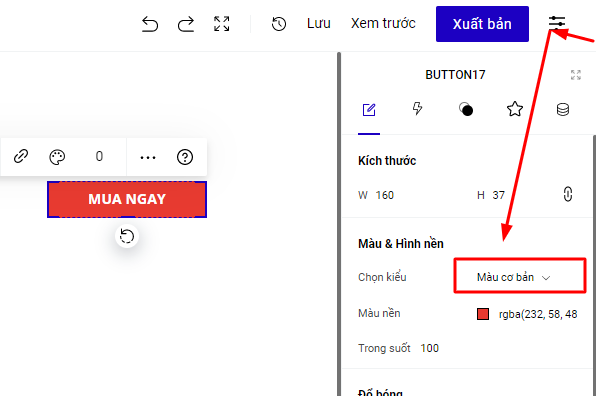 Lưu Xem trước Xuất bản
BUTTON17
0
MUA NGAY
Kích thước
W 160 H 37
Màu & Hình nền
Chọn kiểu Màu cơ bản
Màu nền rgba(232, 58, 48
Trong suốt 100
Đổ bóng